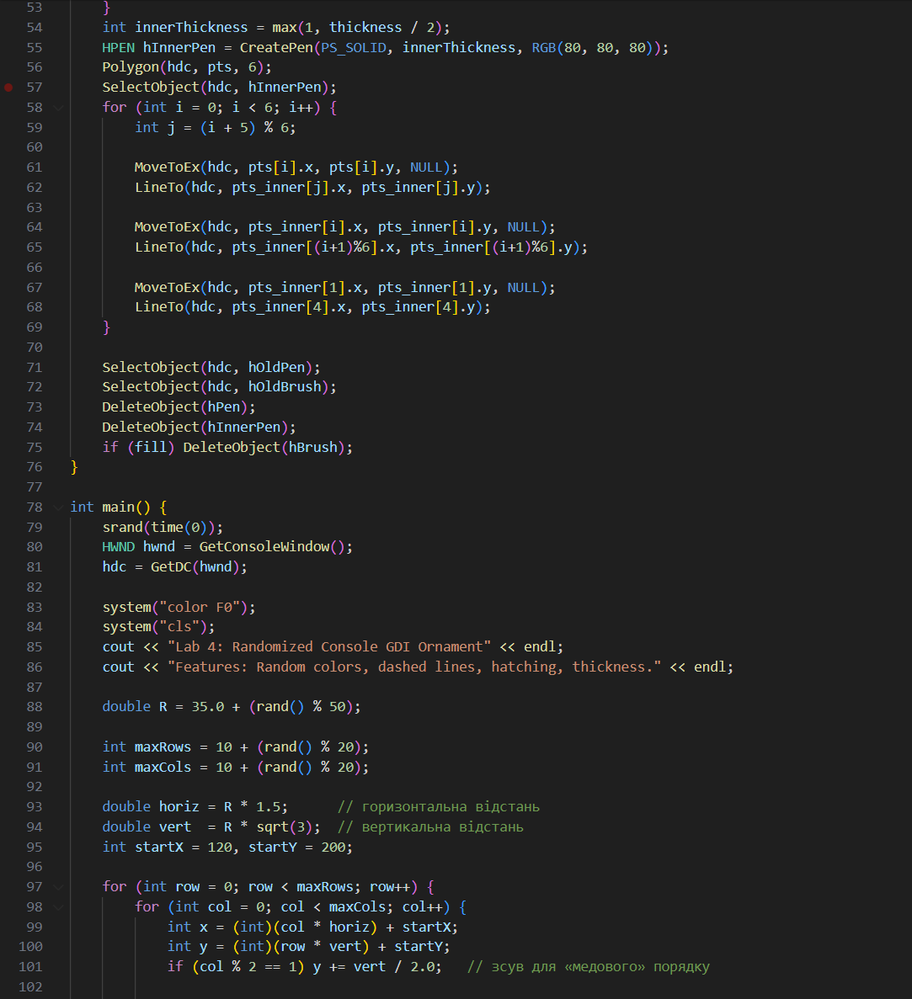 53     }
54     int innerThickness = max(1, thickness / 2);
55     HPEN hInnerPen = CreatePen(PS_SOLID, innerThickness, RGB(80, 80, 80));
56     Polygon(hdc, pts, 6);
57     SelectObject(hdc, hInnerPen);
58     for (int i = 0; i < 6; i++) {
59         int j = (i + 5) % 6;
60
61         MoveToEx(hdc, pts[i].x, pts[i].y, NULL);
62         LineTo(hdc, pts_inner[j].x, pts_inner[j].y);
63
64         MoveToEx(hdc, pts_inner[i].x, pts_inner[i].y, NULL);
65         LineTo(hdc, pts_inner[(i+1)%6].x, pts_inner[(i+1)%6].y);
66
67         MoveToEx(hdc, pts_inner[1].x, pts_inner[1].y, NULL);
68         LineTo(hdc, pts_inner[4].x, pts_inner[4].y);
69     }
70
71     SelectObject(hdc, hOldPen);
72     SelectObject(hdc, hOldBrush);
73     DeleteObject(hPen);
74     DeleteObject(hInnerPen);
75     if (fill) DeleteObject(hBrush);
76 }
77
78 int main() {
79     srand(time(0));
80     HWND hwnd = GetConsoleWindow();
81     hdc = GetDC(hwnd);
82
83     system("color F0");
84     system("cls");
85     cout << "Lab 4: Randomized Console GDI Ornament" << endl;
86     cout << "Features: Random colors, dashed lines, hatching, thickness." << endl;
87
88     double R = 35.0 + (rand() % 50);
89
90     int maxRows = 10 + (rand() % 20);
91     int maxCols = 10 + (rand() % 20);
92
93     double horiz = R * 1.5;      // горизонтальна відстань
94     double vert  = R * sqrt(3);  // вертикальна відстань
95     int startX = 120, startY = 200;
96
97     for (int row = 0; row < maxRows; row++) {
98         for (int col = 0; col < maxCols; col++) {
99             int x = (int)(col * horiz) + startX;
100             int y = (int)(row * vert) + startY;
101             if (col % 2 == 1) y += vert / 2.0;   // зсув для «медового» порядку
102